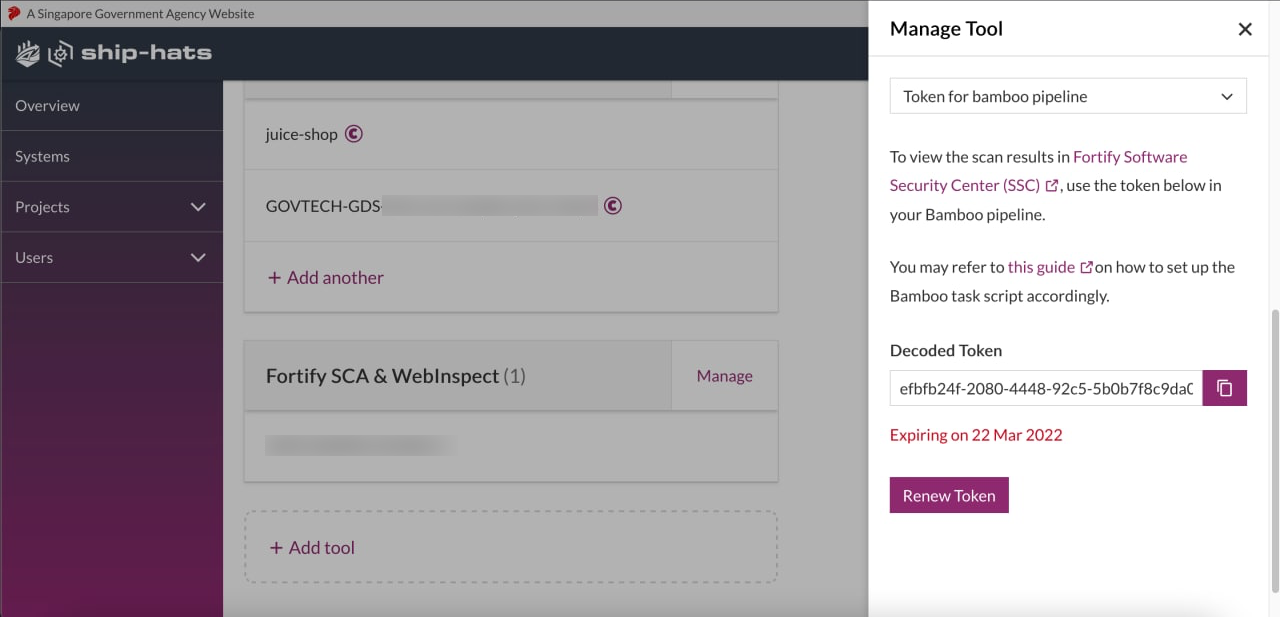 A Singapore Government Agency Website
ship-hats
Overview
Systems
Projects
Users
juice-shop C
GOVTECH-GDS- C
+ Add another
Fortify SCA & WebInspect (1)
Manage
+ Add tool
Manage Tool
Token for bamboo pipeline
To view the scan results in Fortify Software
Security Center (SSC) , use the token below in
your Bamboo pipeline.
You may refer to this guide on how to set up the
Bamboo task script accordingly.
Decoded Token
efbfb24f-2080-4448-92c5-5b0b7f8c9da0
Expiring on 22 Mar 2022
Renew Token